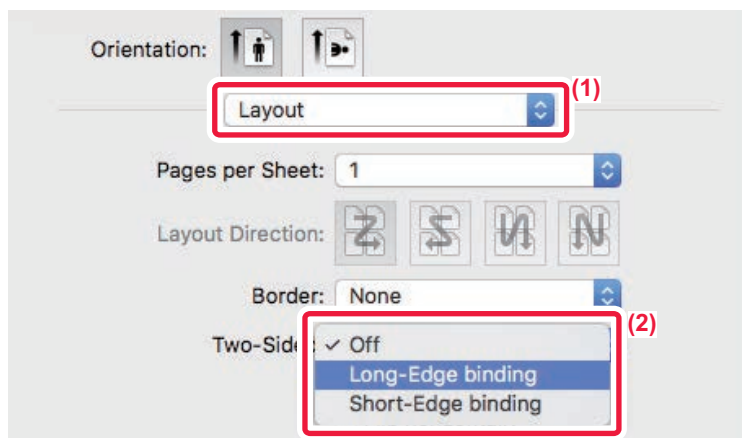 Orientation:
(1)
Layout
Pages per Sheet: 1
Layout Direction:
Border: None
(2)
Two-Side : ✓ Off
Long-Edge binding
Short-Edge binding